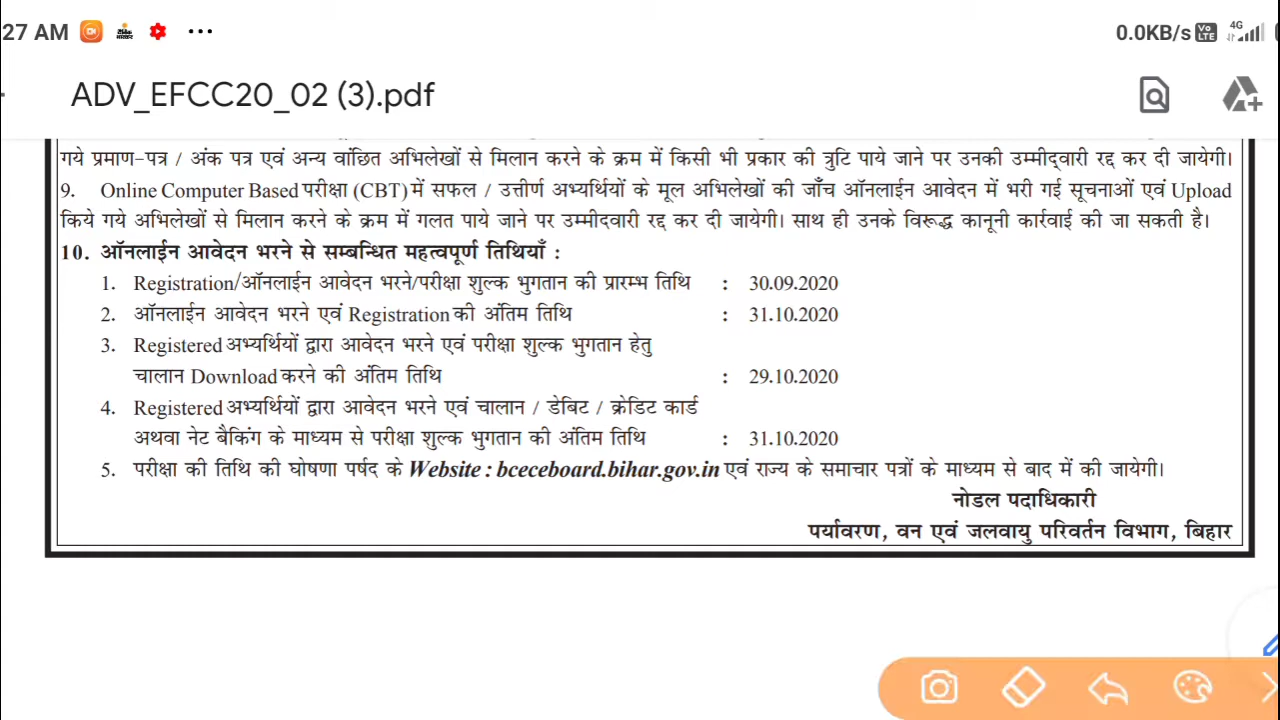 27 AM
0.0KB/s Vo LTE 4G
ADV_EFCC20_02 (3).pdf
गये प्रमाण-पत्र / अंक पत्र एवं अन्य वांछित अभिलेखों से मिलान करने के क्रम में किसी भी प्रकार की त्रुटि पाये जाने पर उनकी उम्मीद्वारी रद्द कर दी जायेगी।
9. Online Computer Based परीक्षा (CBT) में सफल / उत्तीर्ण अभ्यर्थियों के मूल अभिलेखों की जाँच ऑनलाईन आवेदन में भरी गई सूचनाओं एवं Upload
किये गये अभिलेखों से मिलान करने के क्रम में गलत पाये जाने पर उम्मीदवारी रद्द कर दी जायेगी। साथ ही उनके विरूद्ध कानूनी कार्रवाई की जा सकती है।
10. ऑनलाईन आवेदन भरने से सम्बन्धित महत्वपूर्ण तिथियाँ :
1. Registration/ऑनलाईन आवेदन भरने/परीक्षा शुल्क भुगतान की प्रारम्भ तिथि : 30.09.2020
2. ऑनलाईन आवेदन भरने एवं Registration की अंतिम तिथि : 31.10.2020
3. Registered अभ्यर्थियों द्वारा आवेदन भरने एवं परीक्षा शुल्क भुगतान हेतु
चालान Download करने की अंतिम तिथि : 29.10.2020
4. Registered अभ्यर्थियों द्वारा आवेदन भरने एवं चालान / डेबिट / क्रेडिट कार्ड
अथवा नेट बैकिंग के माध्यम से परीक्षा शुल्क भुगतान की अंतिम तिथि : 31.10.2020
5. परीक्षा की तिथि की घोषणा पर्षद के Website : bceceboard.bihar.gov.in एवं राज्य के समाचार पत्रों के माध्यम से बाद में की जायेगी।
नोडल पदाधिकारी
पर्यावरण, वन एवं जलवायु परिवर्तन विभाग, बिहार